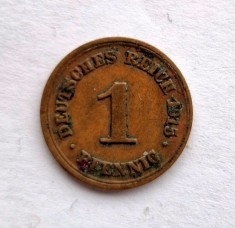 DEUTSCHES REICH 1915
1
· PFENNIG ·